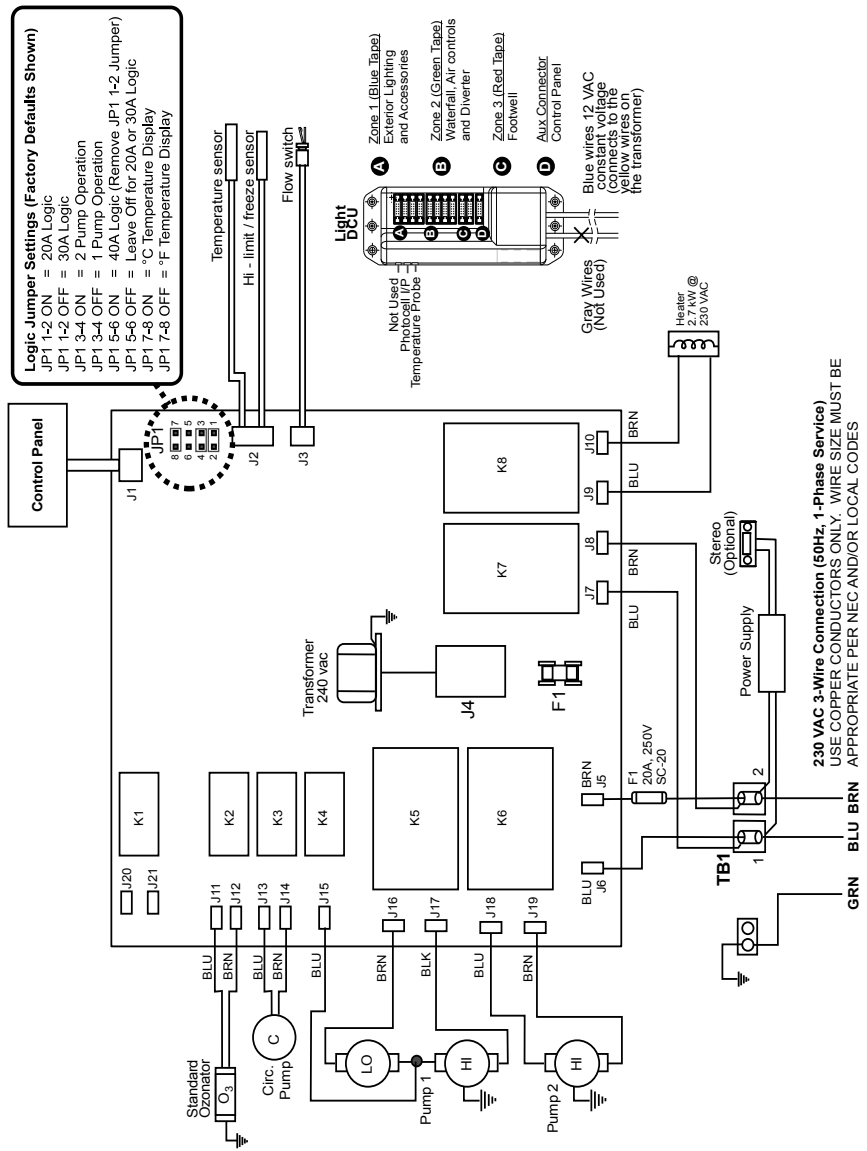 Control Panel
Logic Jumper Settings (Factory Defaults Shown)
JP1 1-2 ON = 20A Logic
JP1 1-2 OFF = 30A Logic
JP1 3-4 ON = 2 Pump Operation
JP1 3-4 OFF = 1 Pump Operation
JP1 5-6 ON = 40A Logic (Remove JP1 1-2 Jumper)
JP1 5-6 OFF = Leave Off for 20A or 30A Logic
JP1 7-8 ON = °C Temperature Display
JP1 7-8 OFF = °F Temperature Display
J1
JP1
8 7
6 5
4 3
2 1
J2
J3
Temperature sensor
Hi - limit / freeze sensor
Flow switch
Light
DCU
Not Used
Photocell I/P
Temperature Probe
+
A
B
C
D
A Zone 1 (Blue Tape)
Exterior Lighting
and Accessories
B Zone 2 (Green Tape)
Waterfall, Air controls
and Diverter
C Zone 3 (Red Tape)
Footwell
D Aux Connector
Control Panel
Gray Wires
(Not Used)
Blue wires 12 VAC
constant voltage
(connects to the
yellow wires on
the transformer)
J20
J21
K1
J11
J12
K2
J13
J14
K3
J15
K4
J16
J17
K5
J18
J19
K6
BLU
BRN
BLU
BRN
BLU
BRN
BLK
BLU
BRN
Standard
Ozonator
O3
Circ.
Pump
C
LO
Pump 1
HI
Pump 2
HI
Transformer
240 vac
J4
F1
K7
K8
J7
J8
J9
J10
BLU
BRN
BLU
BRN
Heater
2.7 kW @
230 VAC
BLU
J6
BRN
J5
F1
20A, 250V
SC-20
TB1
1
2
Power Supply
Stereo
(Optional)
GRN
BLU
BRN
230 VAC 3-Wire Connection (50Hz, 1-Phase Service)
USE COPPER CONDUCTORS ONLY. WIRE SIZE MUST BE
APPROPRIATE PER NEC AND/OR LOCAL CODES